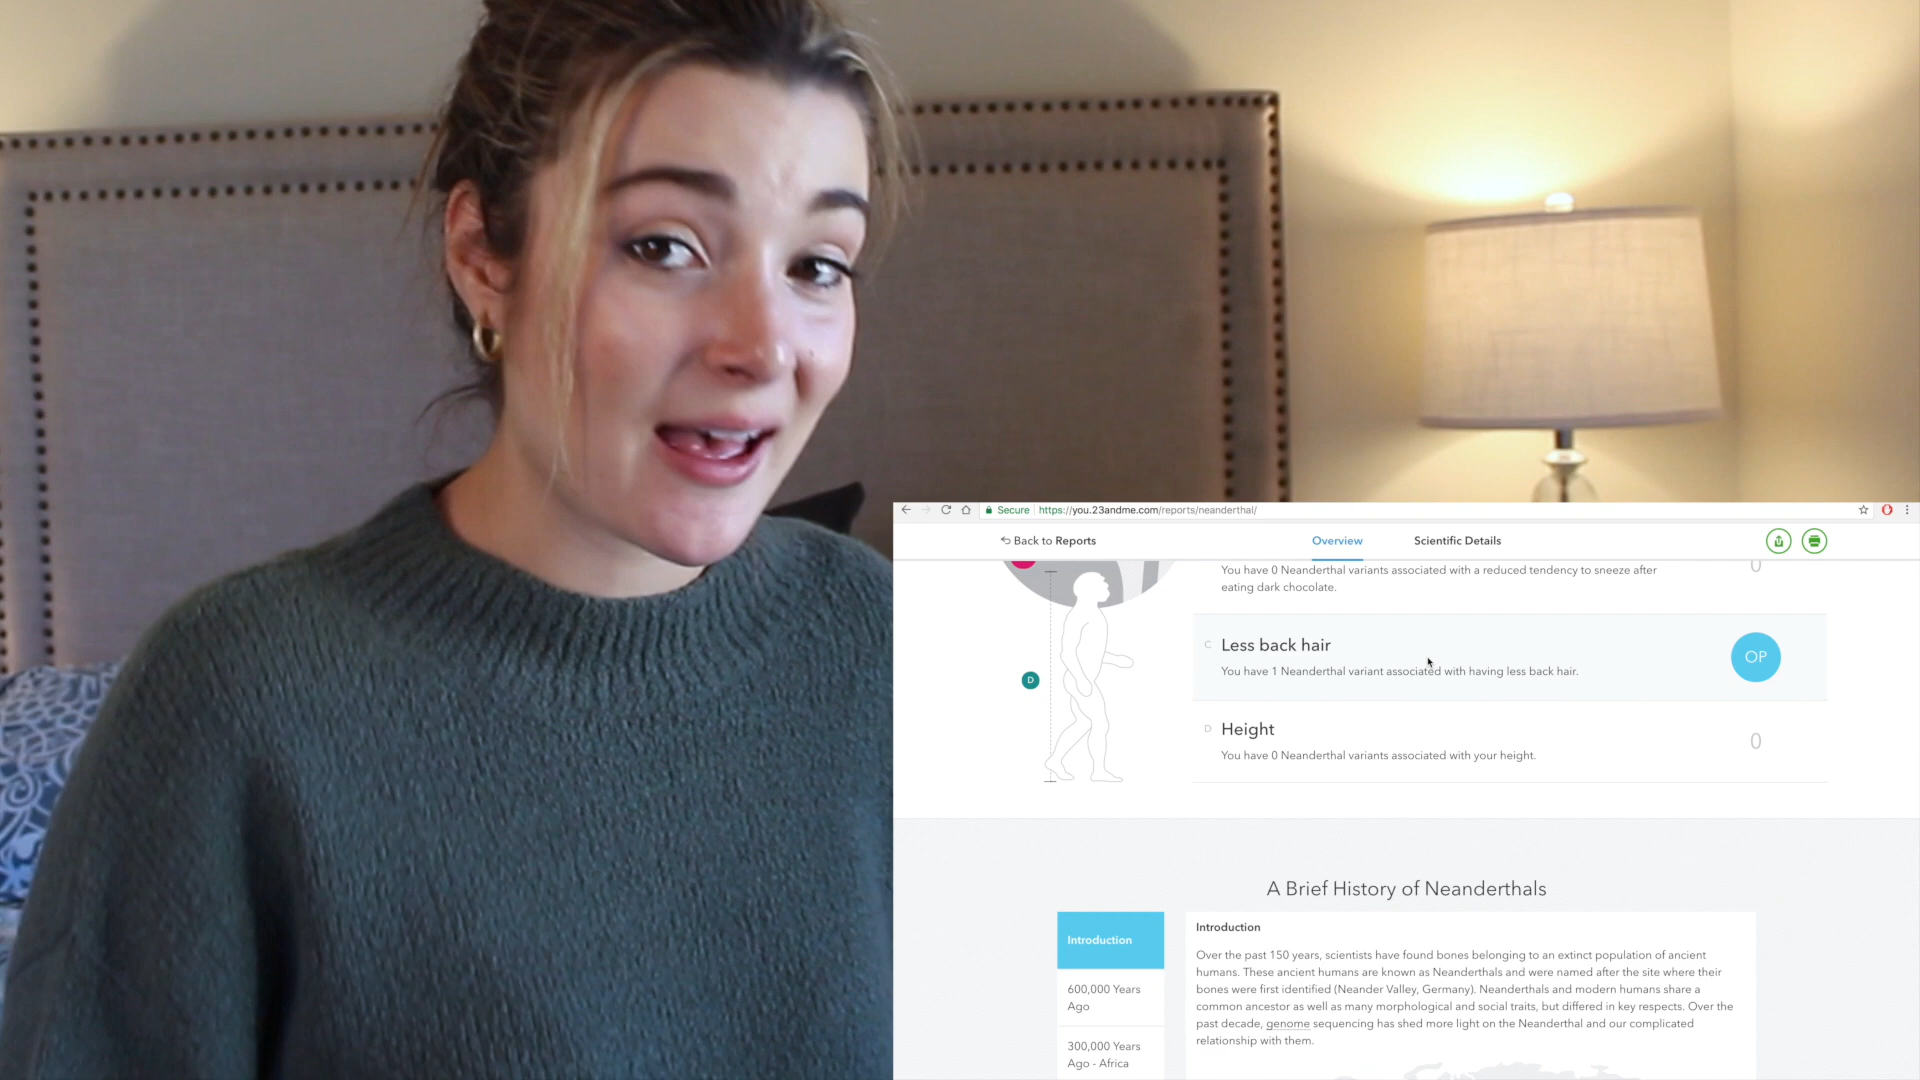 Secure https://you.23andme.com/reports/neanderthal/
Back to Reports
Overview
Scientific Details
You have 0 Neanderthal variants associated with a reduced tendency to sneeze after
eating dark chocolate.
0
C Less back hair
You have 1 Neanderthal variant associated with having less back hair.
OP
D
D Height
You have 0 Neanderthal variants associated with your height.
0
A Brief History of Neanderthals
Introduction
600,000 Years
Ago
300,000 Years
Ago - Africa
Introduction
Over the past 150 years, scientists have found bones belonging to an extinct population of ancient
humans. These ancient humans are known as Neanderthals and were named after the site where their
bones were first identified (Neander Valley, Germany). Neanderthals and modern humans share a
common ancestor as well as many morphological and social traits, but differed in key respects. Over the
past decade, genome sequencing has shed more light on the Neanderthal and our complicated
relationship with them.